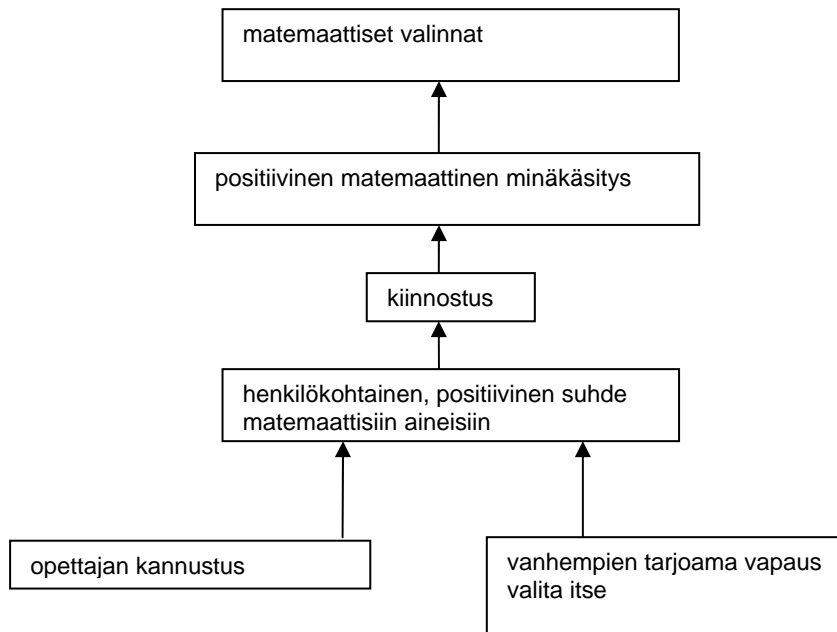 matemaattiset valinnat
positiivinen matemaattinen minäkäsitys
kiinnostus
henkilökohtainen, positiivinen suhde
matemaattisiin aineisiin
opettajan kannustus
vanhempien tarjoama vapaus
valita itse